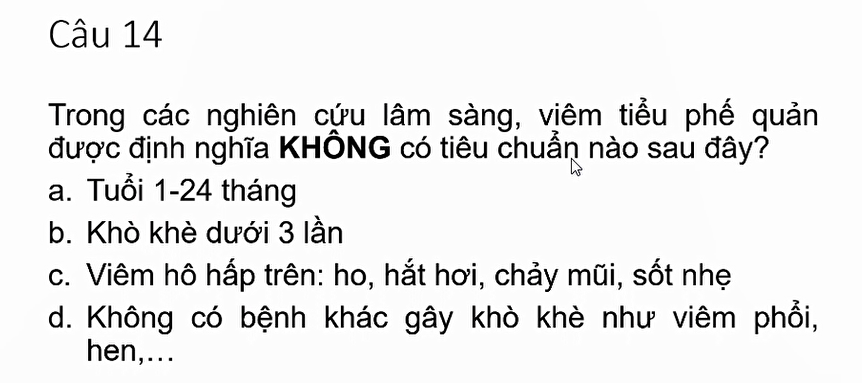 Câu 14
Trong các nghiên cứu lâm sàng, viêm tiểu phế quản
được định nghĩa KHÔNG có tiêu chuẩn nào sau đây?
a. Tuổi 1-24 tháng
b. Khò khè dưới 3 lần
c. Viêm hô hấp trên: ho, hắt hơi, chảy mũi, sốt nhẹ
d. Không có bệnh khác gây khò khè như viêm phổi,
hen,...